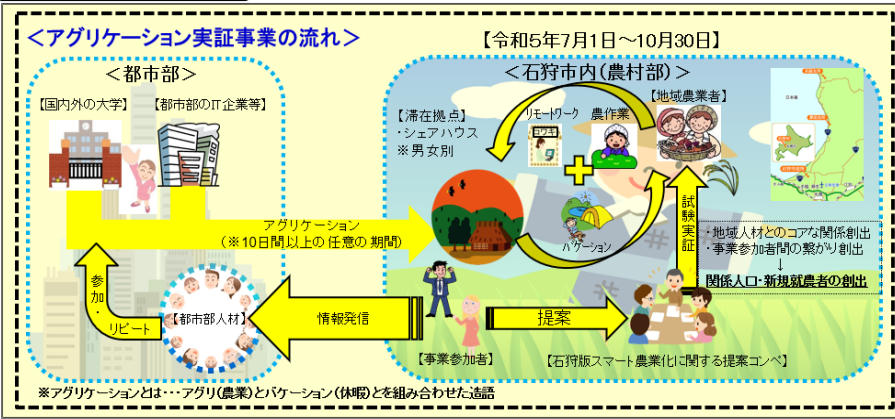 ＜アグリケーション実証事業の流れ＞
【令和5年7月1日～10月30日】
＜都市部＞
【国内外の大学】
【都市部のIT企業等】
＜石狩市内（農村部）＞
【滞在拠点】
・シェアハウス
※男女別
リモートワーク
農作業
【地域農業者】
バケーション
アグリケーション
（※10日間以上の任意の期間）
試験実証
・地域人材とのコアな関係創出
・事業参加者間の繋がり創出
↓
関係人口・新規就農者の創出
参加・
リピート
【都市部人材】
情報発信
提案
【事業参加者】
【石狩版スマート農業化に関する提案コンペ】
※アグリケーションとは・・・アグリ（農業）とバケーション（休暇）とを組み合わせた造語